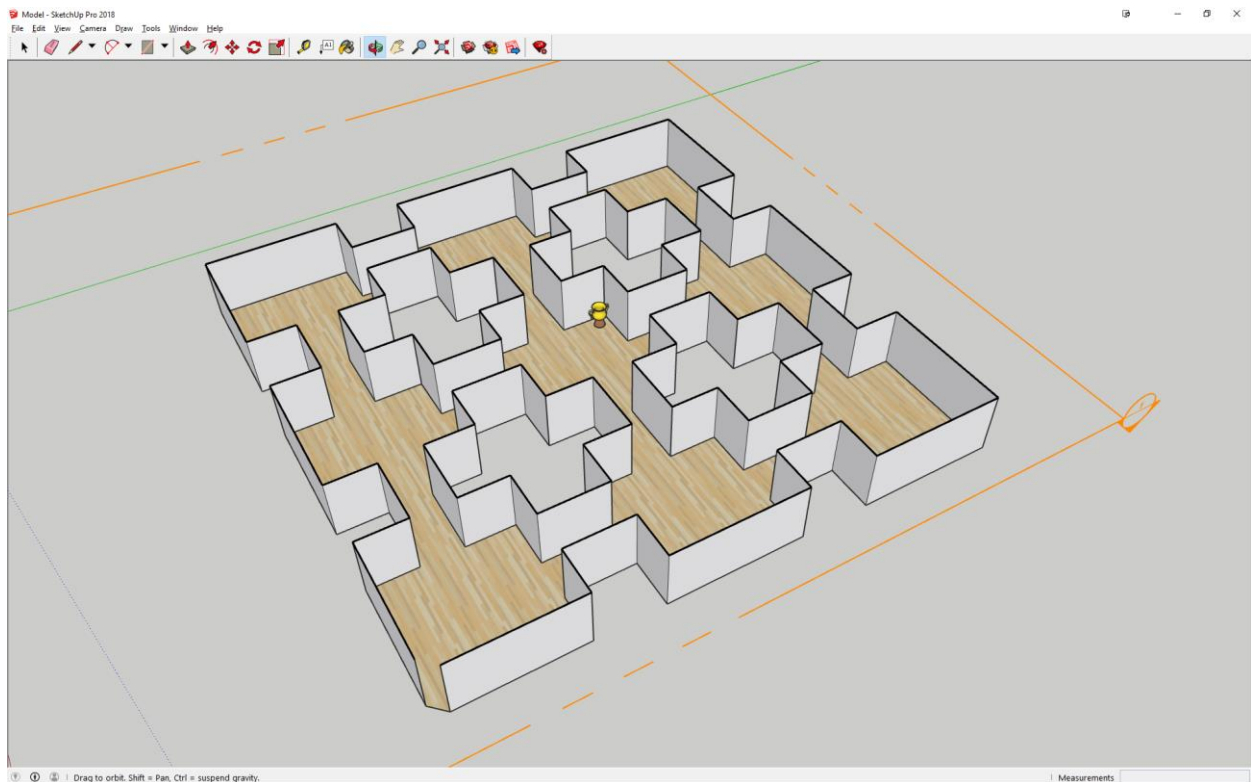 Model - SketchUp Pro 2018
File Edit View Camera Draw Tools Window Help
A1
Drag to orbit. Shift = Pan, Ctrl = suspend gravity.
Measurements